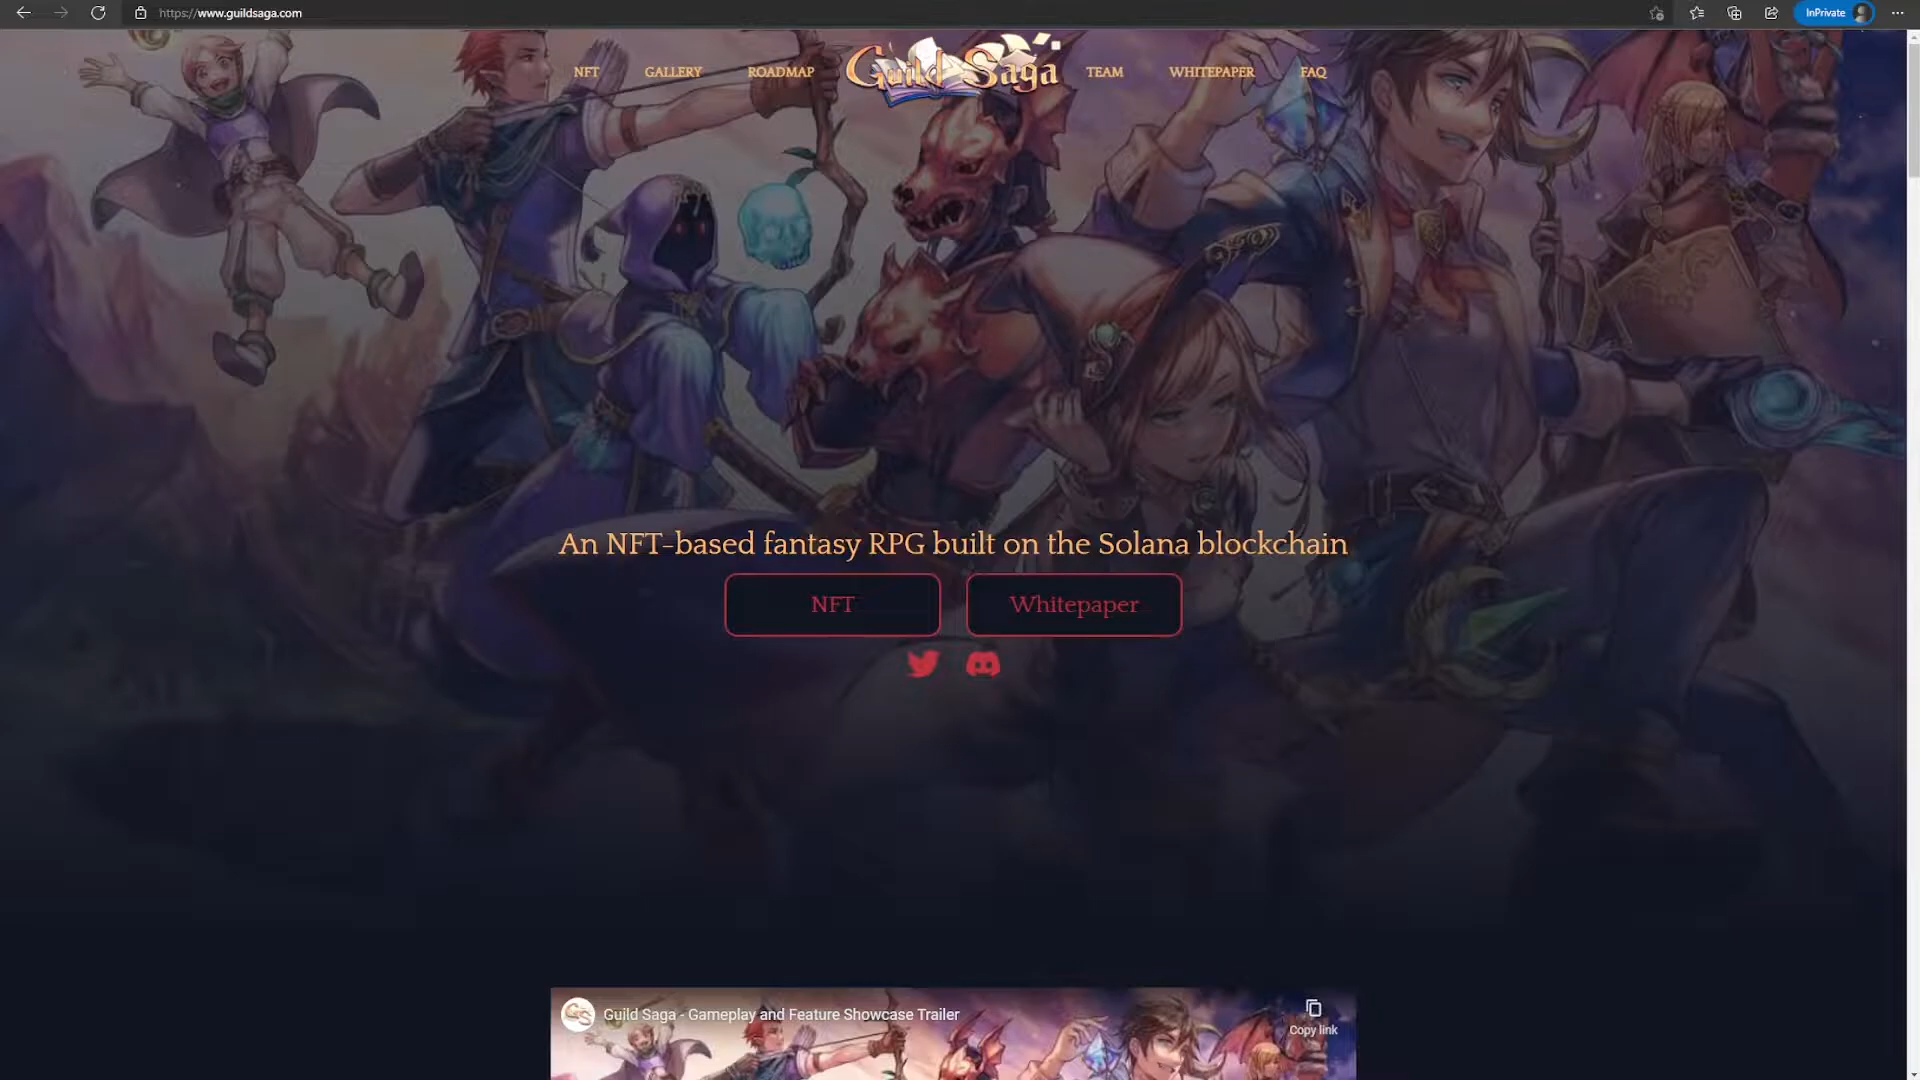 https://www.guildsaga.com
InPrivate
NFT
GALLERY
ROADMAP
Guild Saga
TEAM
WHITEPAPER
FAQ
An NFT-based fantasy RPG built on the Solana blockchain
NFT
Whitepaper
GS
Guild Saga - Gameplay and Feature Showcase Trailer
Copy link